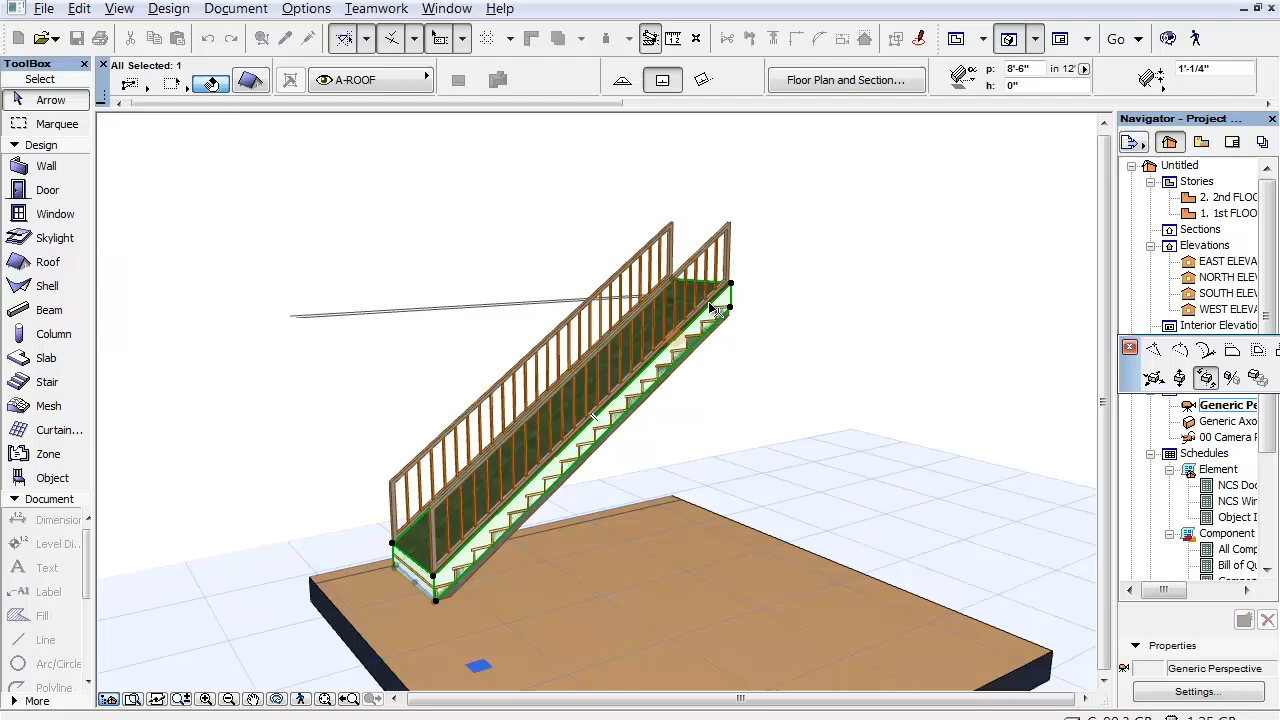 File Edit View Design Document Options Teamwork Window Help
Go
ToolBox
Select
Arrow
Marquee
Design
Wall
Door
Window
Skylight
Roof
Shell
Beam
Column
Slab
Stair
Mesh
Curtain...
Zone
Object
Document
Dimensior
Level Di...
Text
Label
Fill
Line
Arc/Circle
Polyline
More
All Selected: 1
A-ROOF
Floor Plan and Section...
p: 8'-6" in 12'
h: 0"
1'-1/4"
Navigator - Project ...
Untitled
Stories
2. 2nd FLOO
1. 1st FLOO
Sections
Elevations
EAST ELEVA
NORTH ELEV
SOUTH ELEV
WEST ELEVA
Interior Elevatio
Generic Pe
Generic Axo
00 Camera
Schedules
Element
NCS Doo
NCS Win
Object I
Component
All Comp
Bill of Qu
Properties
Generic Perspective
Settings...